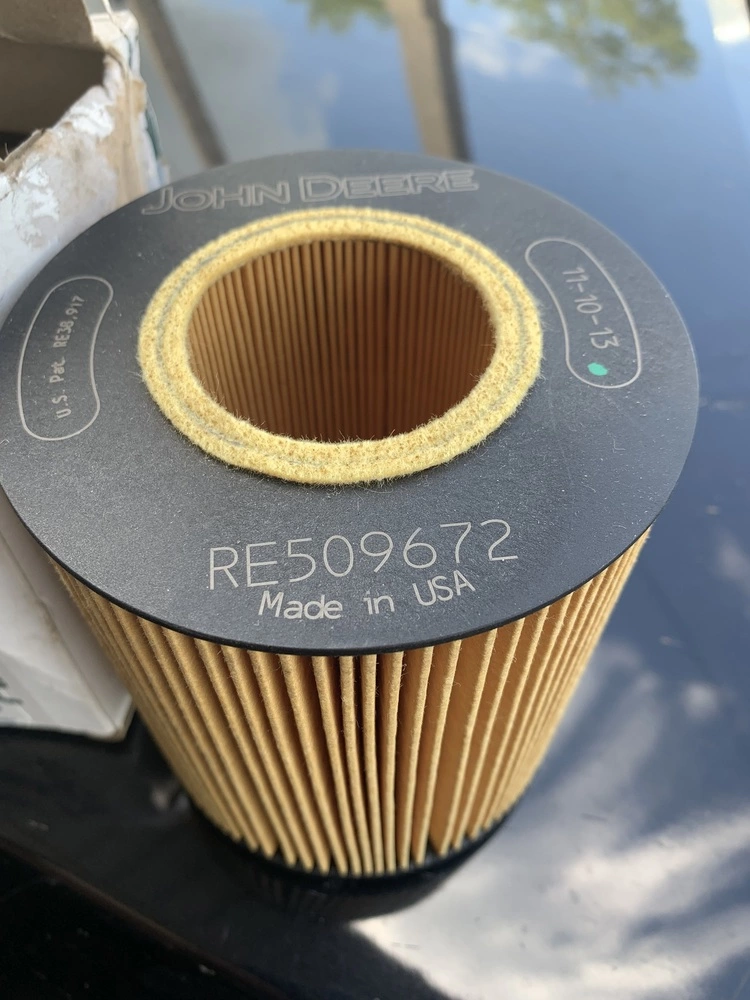 JOHN DEERE
U.S. Pat. RE38,917
11-10-13
RE509672
Made in USA